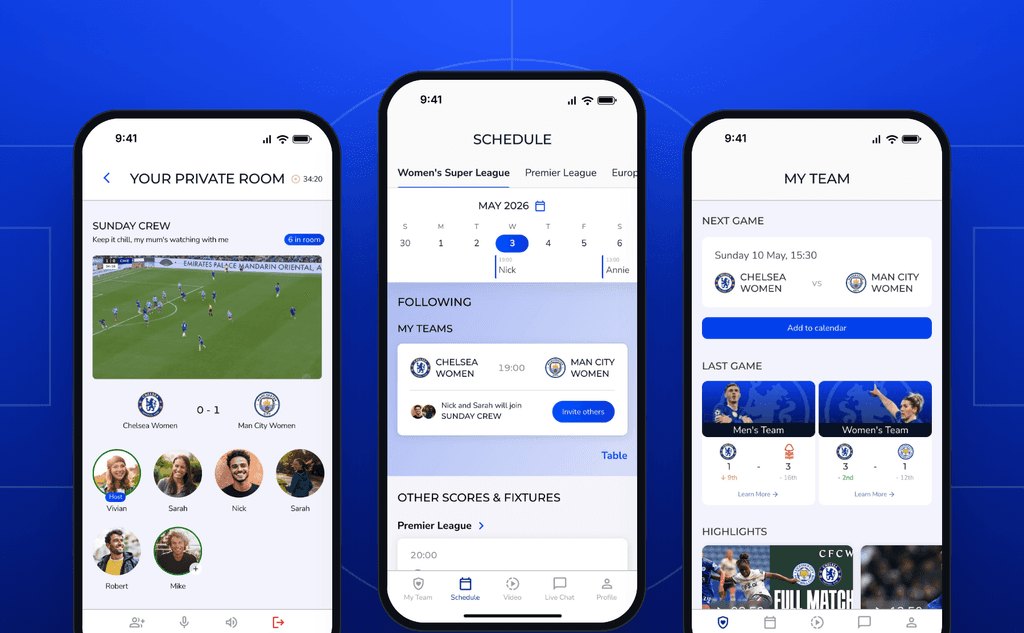 9:41
YOUR PRIVATE ROOM
34:20
SUNDAY CREW
Keep it chill, my mum's watching with me
6 in room
EMIRATES PALACE MANDARIN ORIENTAL, A
0 - 1
Chelsea Women
Man City Women
Host
Vivian
Sarah
Nick
Sarah
Robert
Mike
9:41
SCHEDULE
Women's Super League
Premier League
Europ
MAY 2026
S M T W T F S
30 1 2 3 4 5 6
Nick
Annie
FOLLOWING
MY TEAMS
CHELSEA
WOMEN
19:00
MAN CITY
WOMEN
Nick and Sarah will join
SUNDAY CREW
Invite others
Table
OTHER SCORES & FIXTURES
Premier League
20:00
My Team
Schedule
Video
Live Chat
Profile
9:41
MY TEAM
NEXT GAME
Sunday 10 May, 15:30
CHELSEA
WOMEN
VS
MAN CITY
WOMEN
Add to calendar
LAST GAME
Men's Team
Women's Team
1 - 3
9th
16th
Learn More
3 - 1
2nd
12th
Learn More
HIGHLIGHTS
CFCW
FULL MATCH